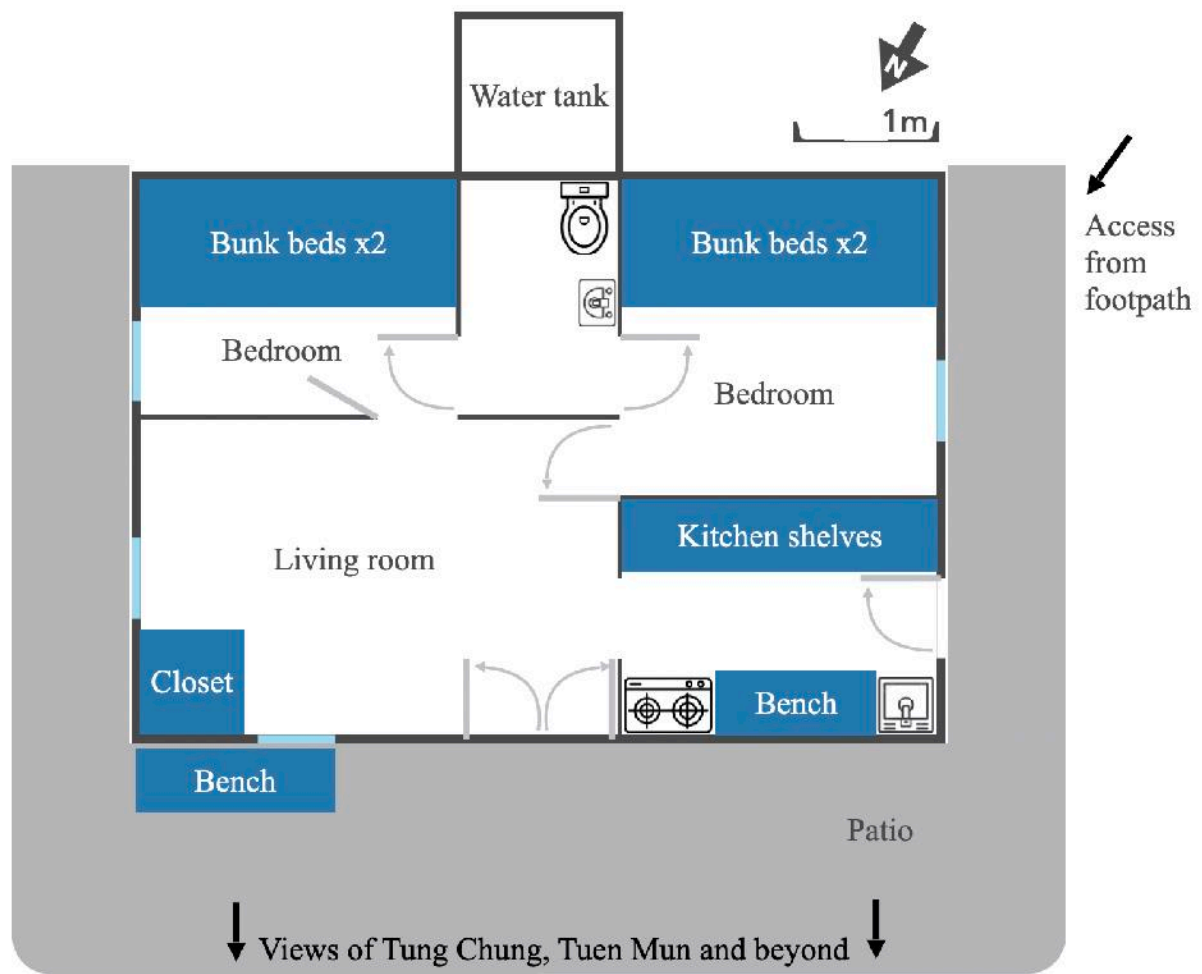 Water tank
N
1m
Access
from
footpath
Bunk beds x2
Bunk beds x2
Bedroom
Bedroom
Kitchen shelves
Living room
Closet
Bench
Bench
Patio
Views of Tung Chung, Tuen Mun and beyond